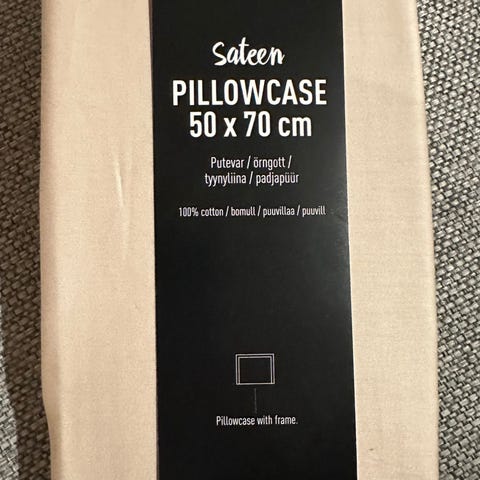 Sateen
PILLOWCASE
50 x 70 cm
Putevar / örngott /
tyynyliina / padjapüür
100% cotton / bomull / puuvillaa / puuvill
Pillowcase with frame.